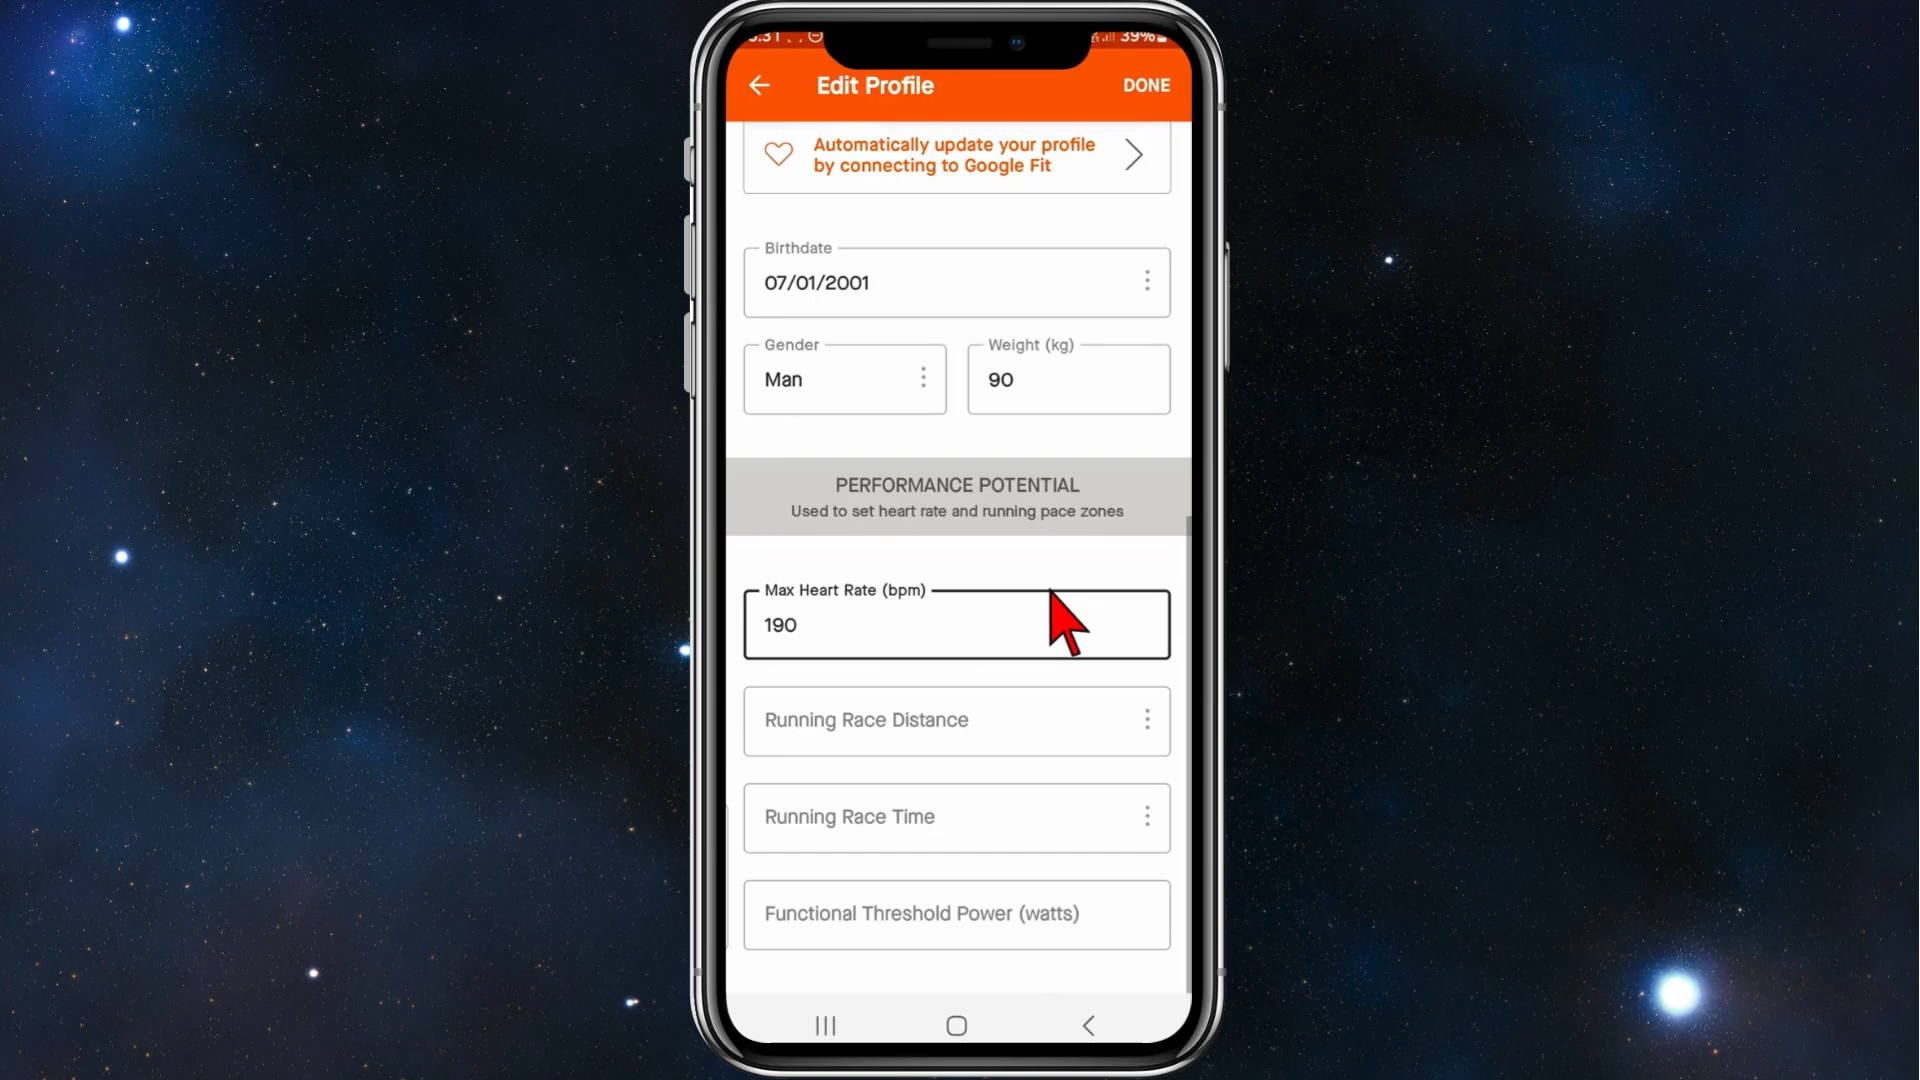 39%
Edit Profile
DONE
Automatically update your profile
by connecting to Google Fit
Birthdate
07/01/2001
Gender
Man
Weight (kg)
90
PERFORMANCE POTENTIAL
Used to set heart rate and running pace zones
Max Heart Rate (bpm)
190
Running Race Distance
Running Race Time
Functional Threshold Power (watts)